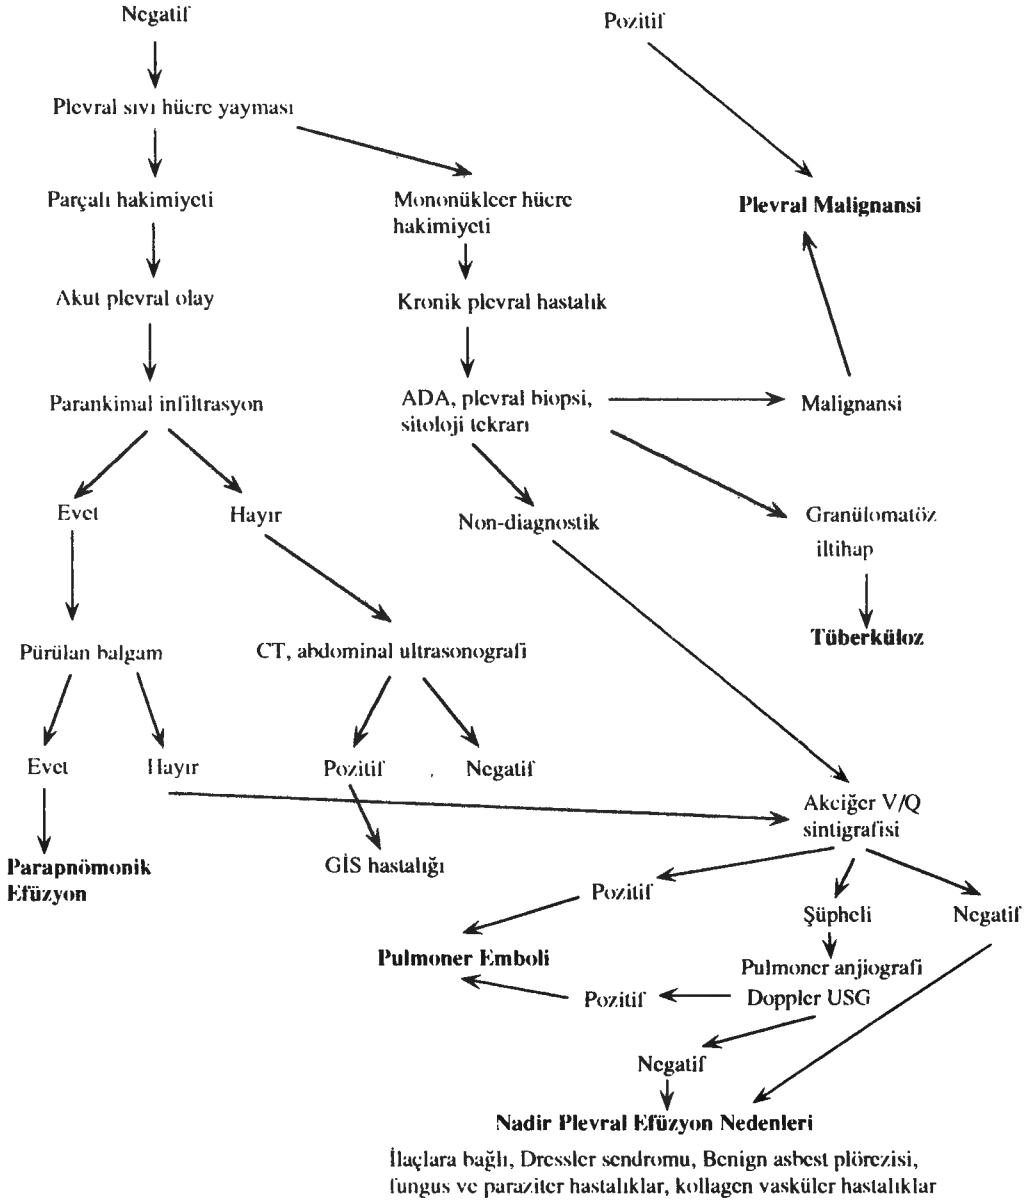 Negatif
Pozitif
Plevral sıvı hücre yayması
Parçalı hakimiyeti
Mononükleer hücre
hakimiyeti
Plevral Malignansi
Akut plevral olay
Kronik plevral hastalık
Parankimal infiltrasyon
ADA, plevral biopsi,
sitoloji tekrarı
Malignansi
Evet
Hayır
Non-diagnostik
Granülomatöz
iltihap
Tüberküloz
Pürülan balgam
CT, abdominal ultrasonografi
Evet
Hayır
Pozitif
Negatif
Akciğer V/Q
sintigrafisi
Parapnömonik
Efüzyon
GİS hastalığı
Pozitif
Şüpheli
Negatif
Pulmoner Emboli
Pulmoner anjiografi
Doppler USG
Pozitif
Negatif
Nadir Plevral Efüzyon Nedenleri
İlaçlara bağlı, Dressler sendromu, Benign asbest plörezisi,
fungus ve paraziter hastalıklar, kollagen vasküler hastalıklar